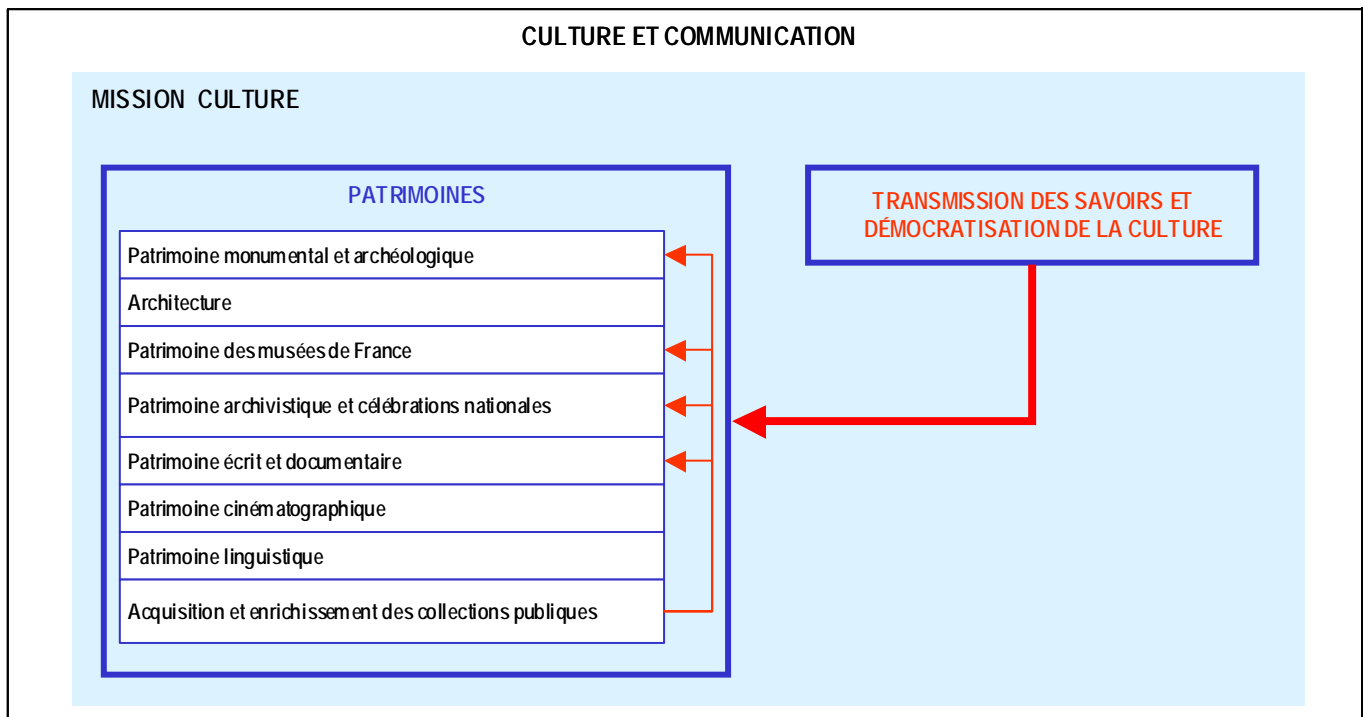 CULTURE ET COMMUNICATION
MISSION CULTURE
PATRIMOINES
Patrimoine monumental et archéologique
Architecture
Patrimoine des musées de France
Patrimoine archivistique et célébrations nationales
Patrimoine écrit et documentaire
Patrimoine cinématographique
Patrimoine linguistique
Acquisition et enrichissement des collections publiques
TRANSMISSION DES SAVOIRS ET
DÉMOCRATISATION DE LA CULTURE